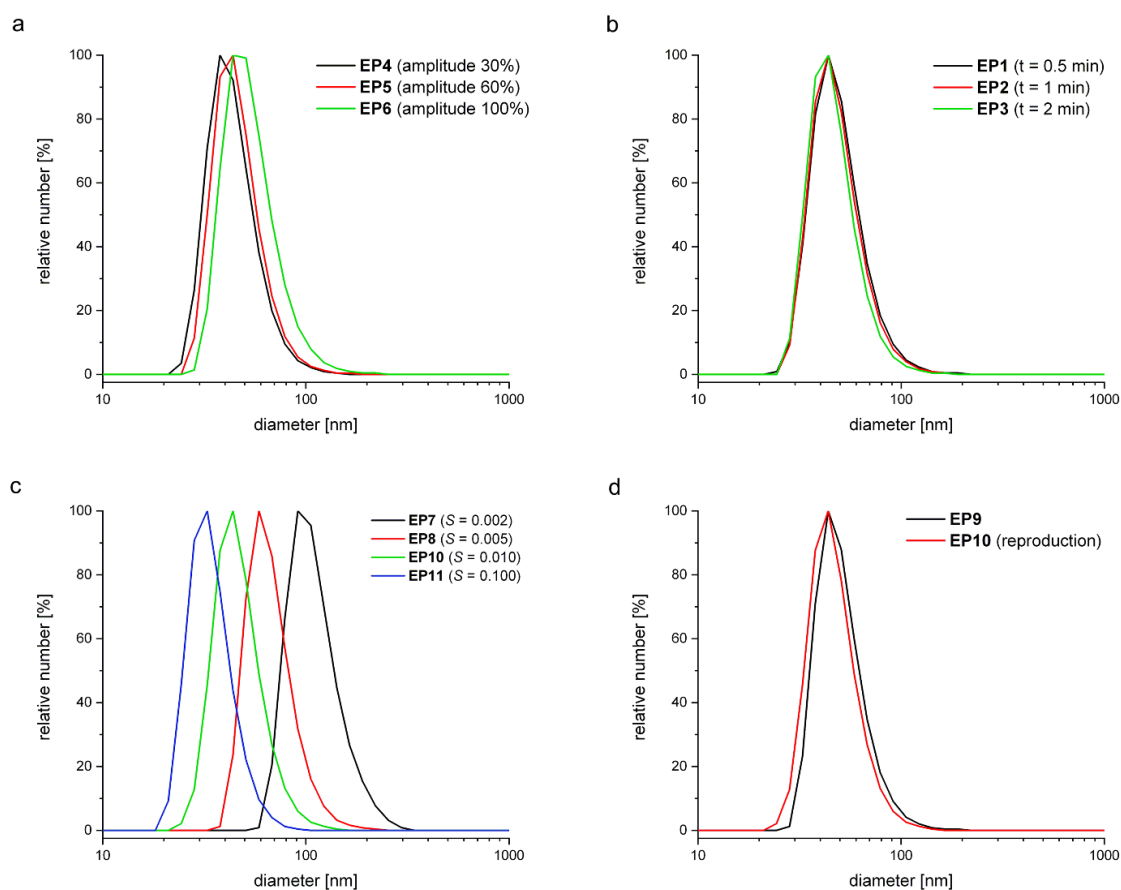 a
EP4 (amplitude 30%)
EP5 (amplitude 60%)
EP6 (amplitude 100%)
100
80
60
40
20
0
relative number [%]
10
100
1000
diameter [nm]
b
EP1 (t = 0.5 min)
EP2 (t = 1 min)
EP3 (t = 2 min)
100
80
60
40
20
0
relative number [%]
10
100
1000
diameter [nm]
c
EP7 (S = 0.002)
EP8 (S = 0.005)
EP10 (S = 0.010)
EP11 (S = 0.100)
100
80
60
40
20
0
relative number [%]
10
100
1000
diameter [nm]
d
EP9
EP10 (reproduction)
100
80
60
40
20
0
relative number [%]
10
100
1000
diameter [nm]